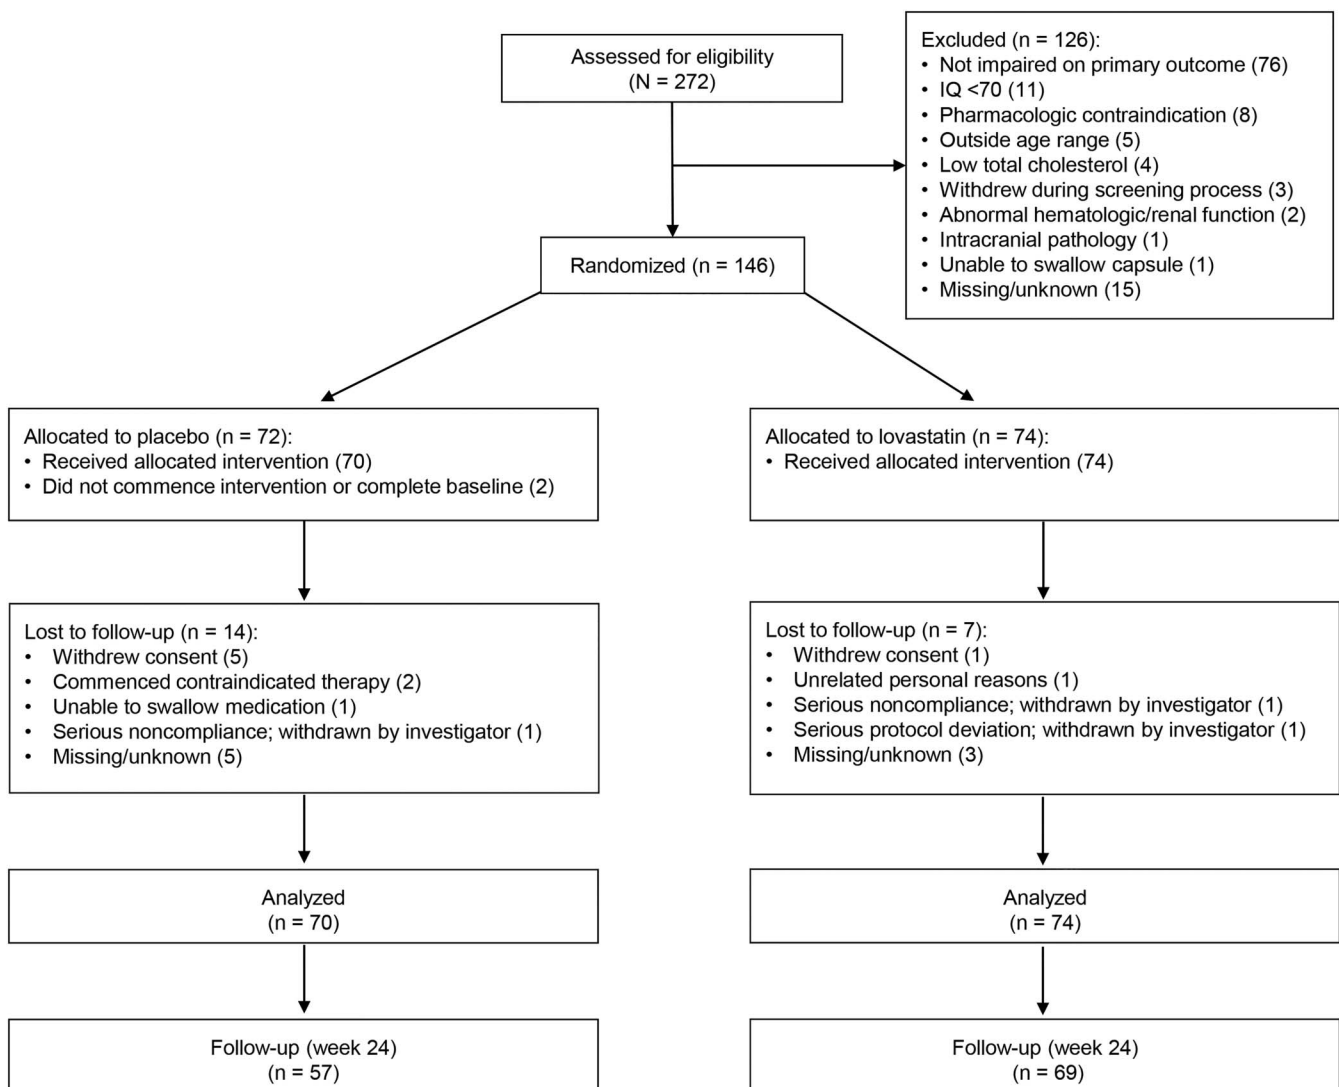 Assessed for eligibility
(N = 272)
Excluded (n = 126):
• Not impaired on primary outcome (76)
• IQ <70 (11)
• Pharmacologic contraindication (8)
• Outside age range (5)
• Low total cholesterol (4)
• Withdrew during screening process (3)
• Abnormal hematologic/renal function (2)
• Intracranial pathology (1)
• Unable to swallow capsule (1)
• Missing/unknown (15)
Randomized (n = 146)
Allocated to placebo (n = 72):
• Received allocated intervention (70)
• Did not commence intervention or complete baseline (2)
Allocated to lovastatin (n = 74):
• Received allocated intervention (74)
Lost to follow-up (n = 14):
• Withdrew consent (5)
• Commenced contraindicated therapy (2)
• Unable to swallow medication (1)
• Serious noncompliance; withdrawn by investigator (1)
• Missing/unknown (5)
Lost to follow-up (n = 7):
• Withdrew consent (1)
• Unrelated personal reasons (1)
• Serious noncompliance; withdrawn by investigator (1)
• Serious protocol deviation; withdrawn by investigator (1)
• Missing/unknown (3)
Analyzed
(n = 70)
Analyzed
(n = 74)
Follow-up (week 24)
n = 57)
Follow-up (week 24)
n = 69)